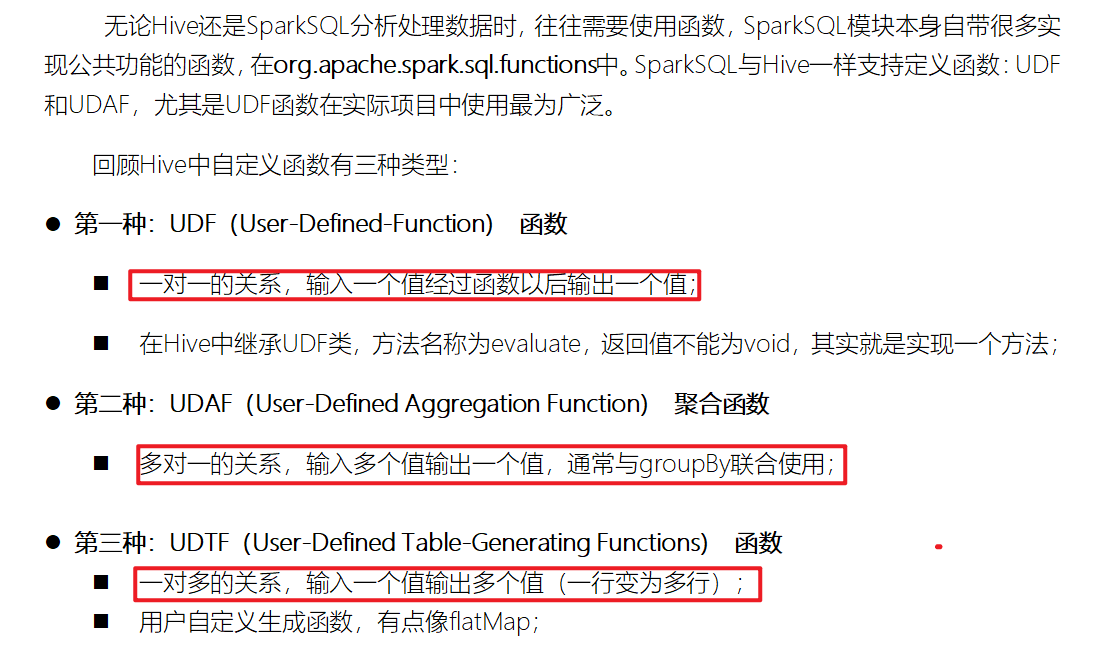 无论Hive还是SparkSQL分析处理数据时，往往需要使用函数，SparkSQL模块本身自带很多实
现公共功能的函数，在org.apache.spark.sql.functions中。SparkSQL与Hive一样支持定义函数：UDF
和UDAF，尤其是UDF函数在实际项目中使用最为广泛。
回顾Hive中自定义函数有三种类型：
● 第一种：UDF（User-Defined-Function） 函数
■ 一对一的关系，输入一个值经过函数以后输出一个值；
■ 在Hive中继承UDF类，方法名称为evaluate，返回值不能为void，其实就是实现一个方法；
● 第二种：UDAF（User-Defined Aggregation Function） 聚合函数
■ 多对一的关系，输入多个值输出一个值，通常与groupBy联合使用；
● 第三种：UDTF（User-Defined Table-Generating Functions） 函数
■ 一对多的关系，输入一个值输出多个值（一行变为多行）；
■ 用户自定义生成函数，有点像flatMap；